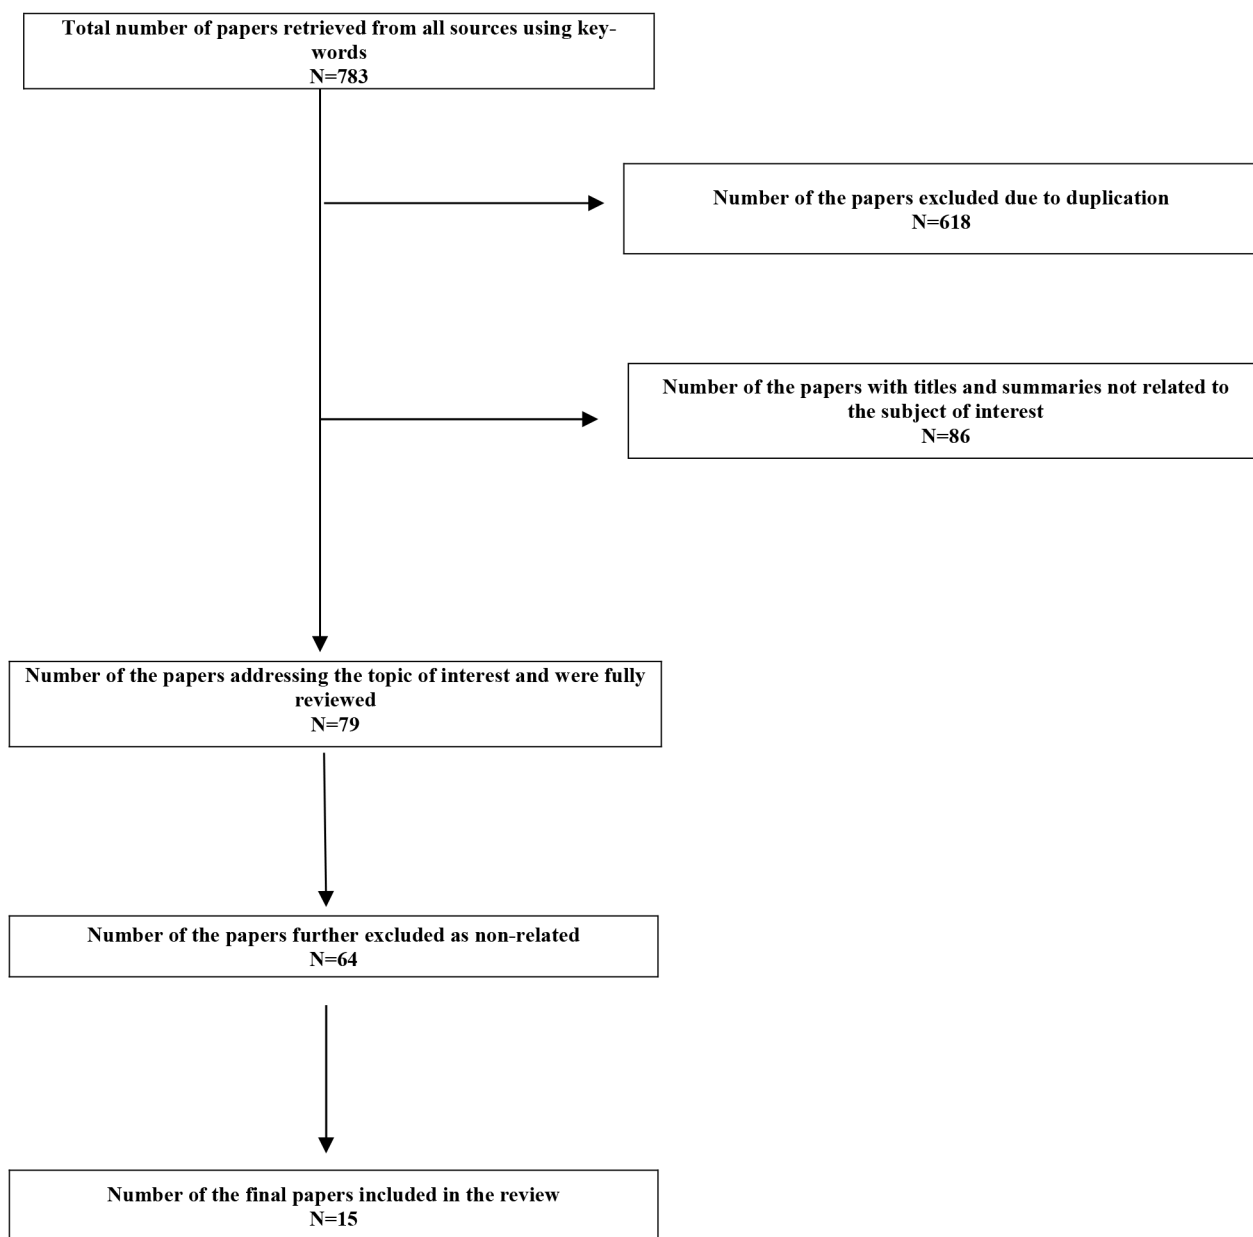 Total number of papers retrieved from all sources using key-
words
N=783
Number of the papers excluded due to duplication
N=618
Number of the papers with titles and summaries not related to
the subject of interest
N=86
Number of the papers addressing the topic of interest and were fully
reviewed
N=79
Number of the papers further excluded as non-related
N=64
Number of the final papers included in the review
N=15